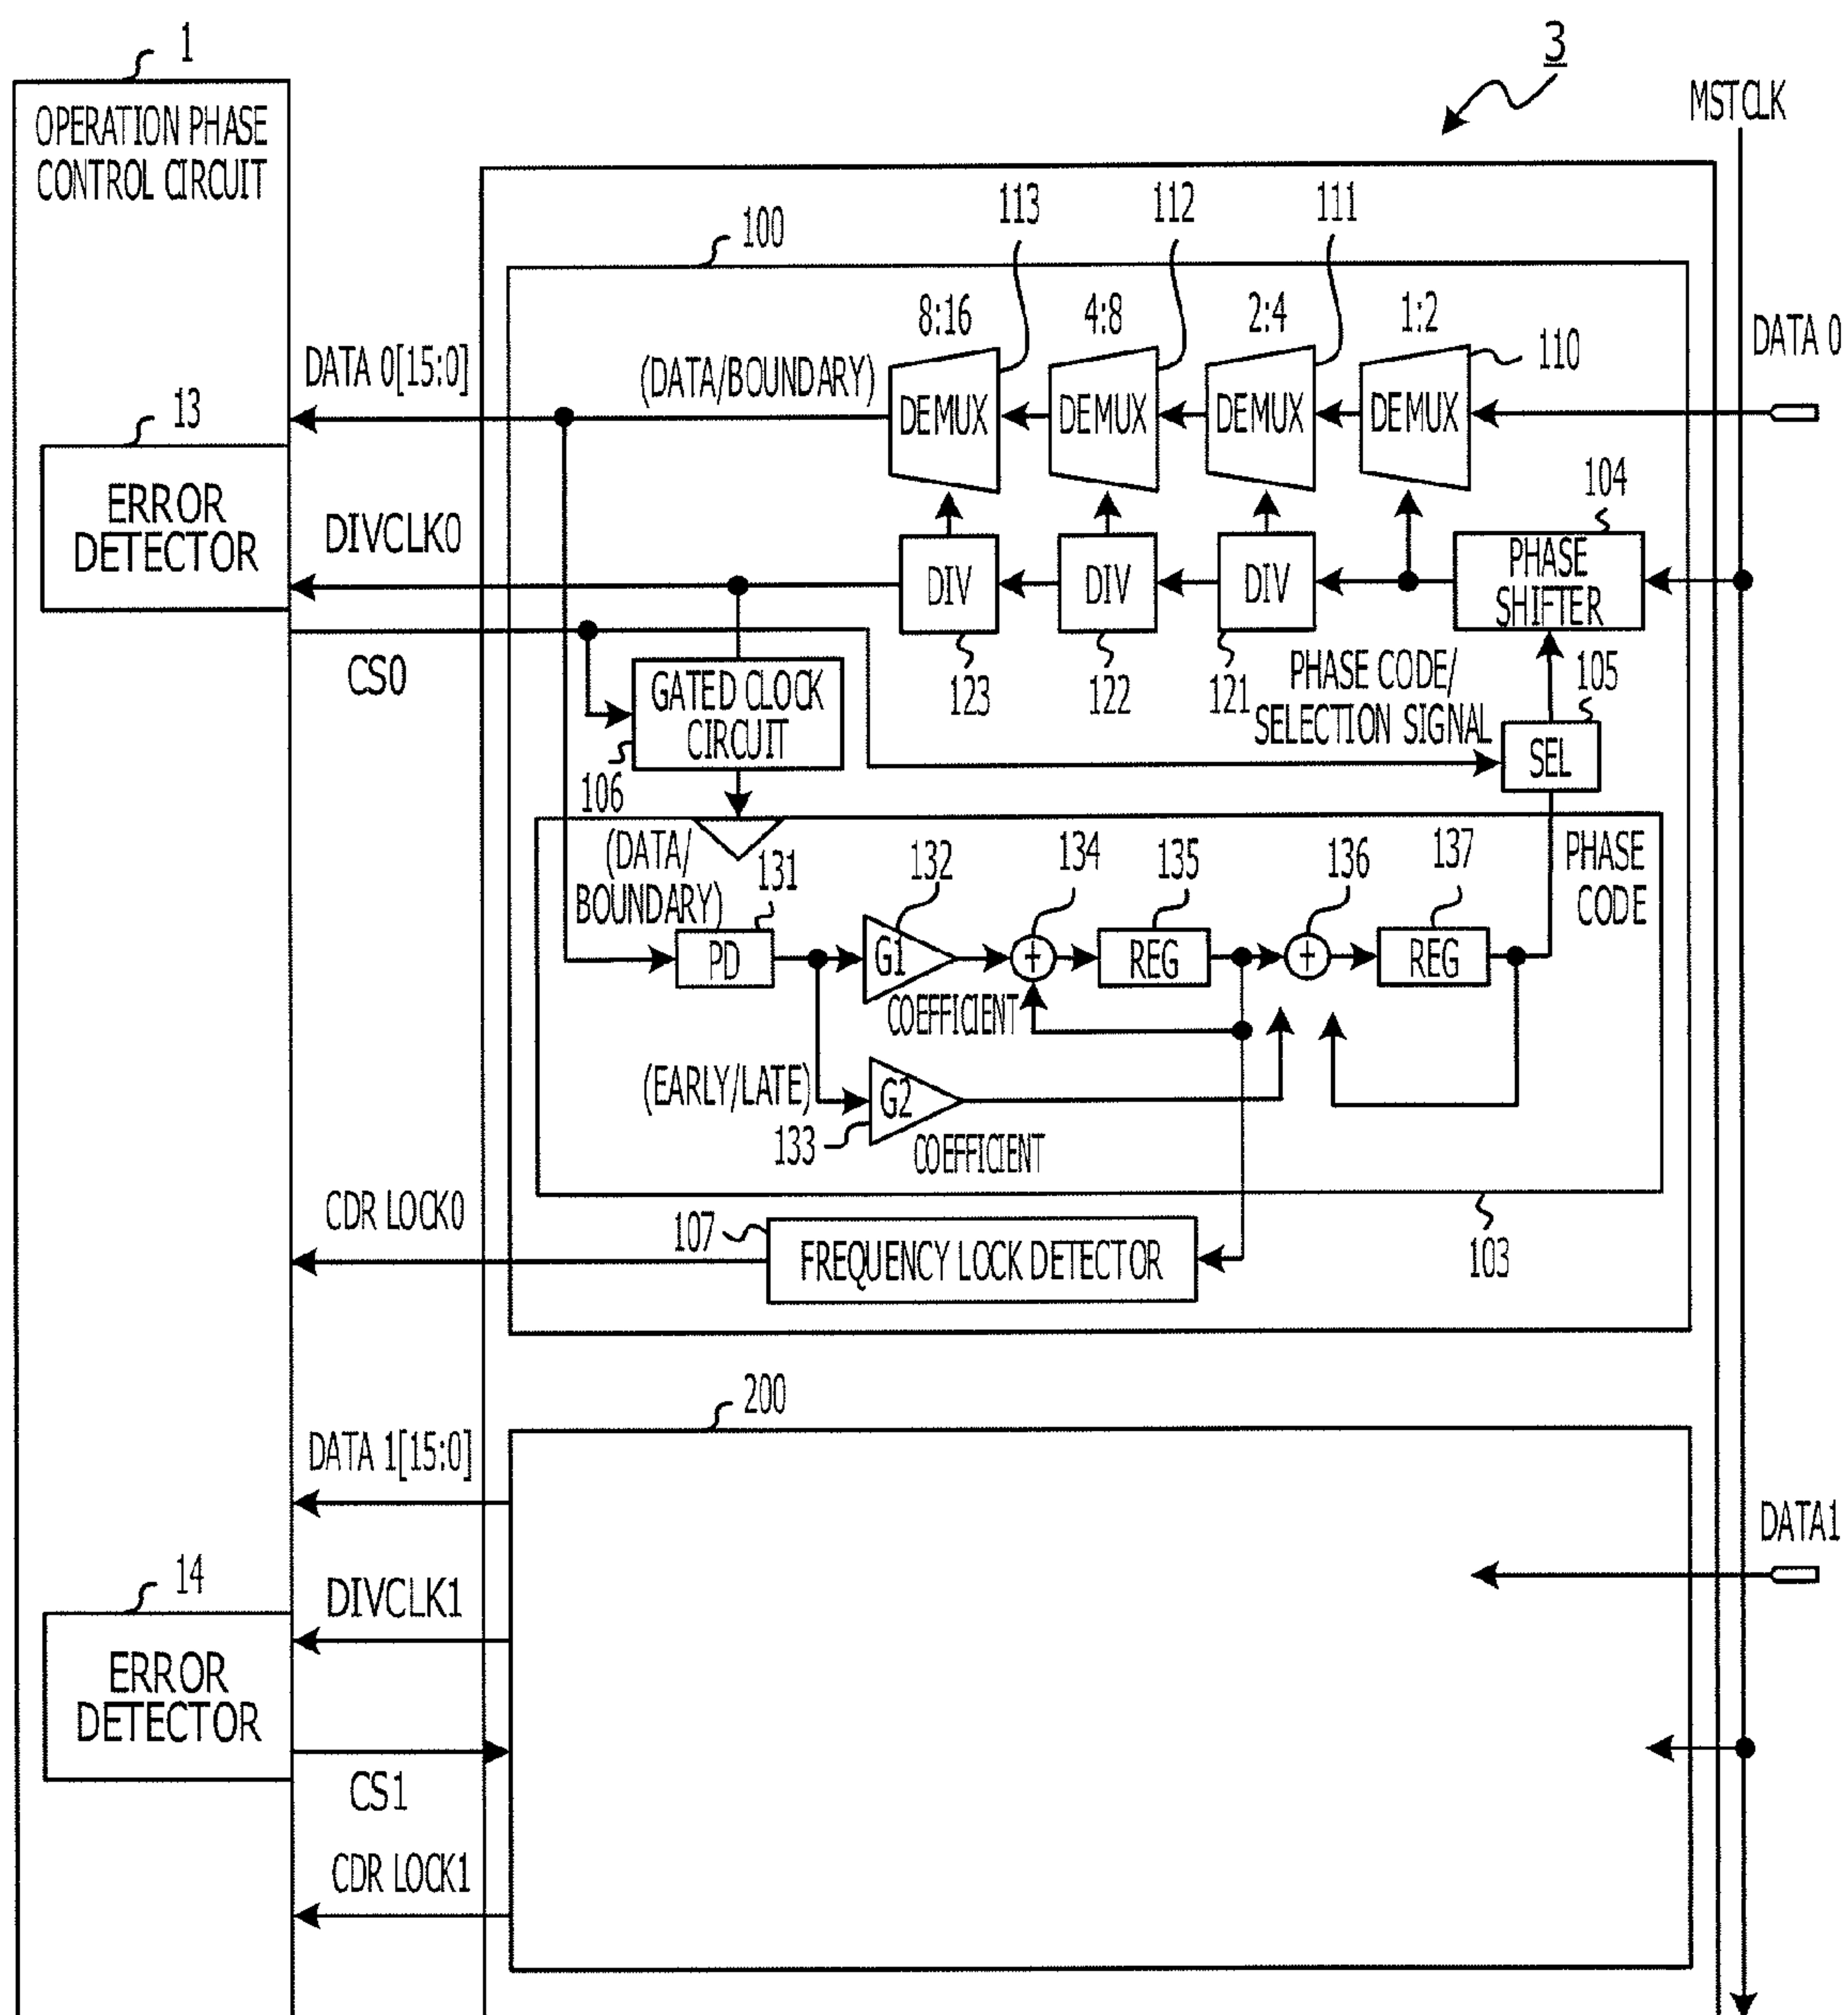 1
3
OPERATION PHASE
CONTROL CIRCUIT
MSTCLK
100
113
112
111
8:16
4:8
2:4
1:2
110
DATA 0
DATA 0[15:0]
(DATA/BOUNDARY)
DEMUX
DEMUX
DEMUX
DEMUX
13
ERROR
DETECTOR
104
DIVCLK0
DIV
DIV
DIV
PHASE
SHIFTER
CS0
123
122
121
PHASE CODE/
SELECTION SIGNAL
105
GATED CLOCK
CIRCUIT
106
SEL
(DATA/
BOUNDARY)
131
132
134
135
136
137
PHASE
CODE
PD
G1
+
REG
+
REG
COEFFICIENT
(EARLY/LATE)
G2
133
COEFFICIENT
CDR LOCK0
107
FREQUENCY LOCK DETECTOR
103
200
DATA 1[15:0]
DATA1
14
DIVCLK1
ERROR
DETECTOR
CS1
CDR LOCK1